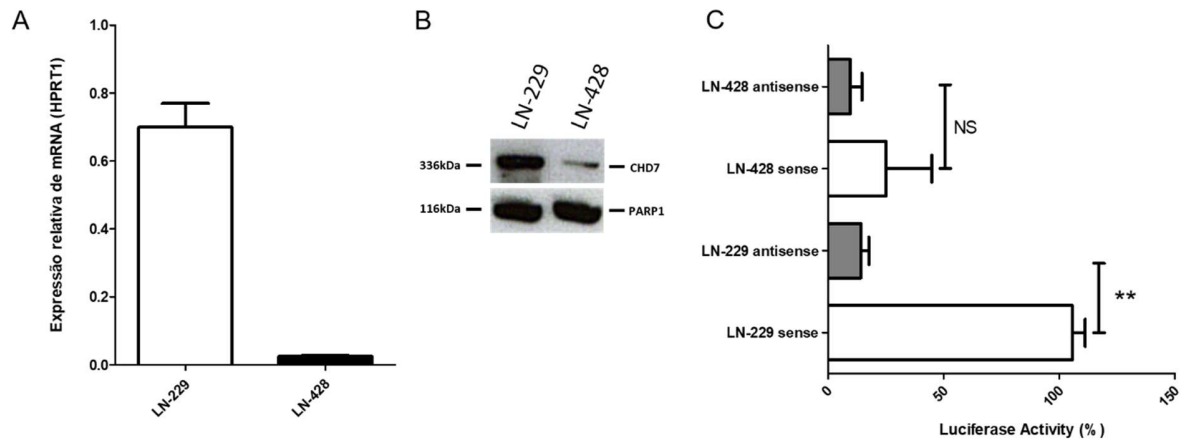 A
Expressão relativa de mRNA (HPRT1)
1.0
0.8
0.6
0.4
0.2
0.0
LN-229
LN-428
B
LN-229
LN-428
336kDa
CHD7
116kDa
PARP1
C
LN-428 antisense
LN-428 sense
NS
LN-229 antisense
LN-229 sense
**
0
50
100
150
Luciferase Activity (%)